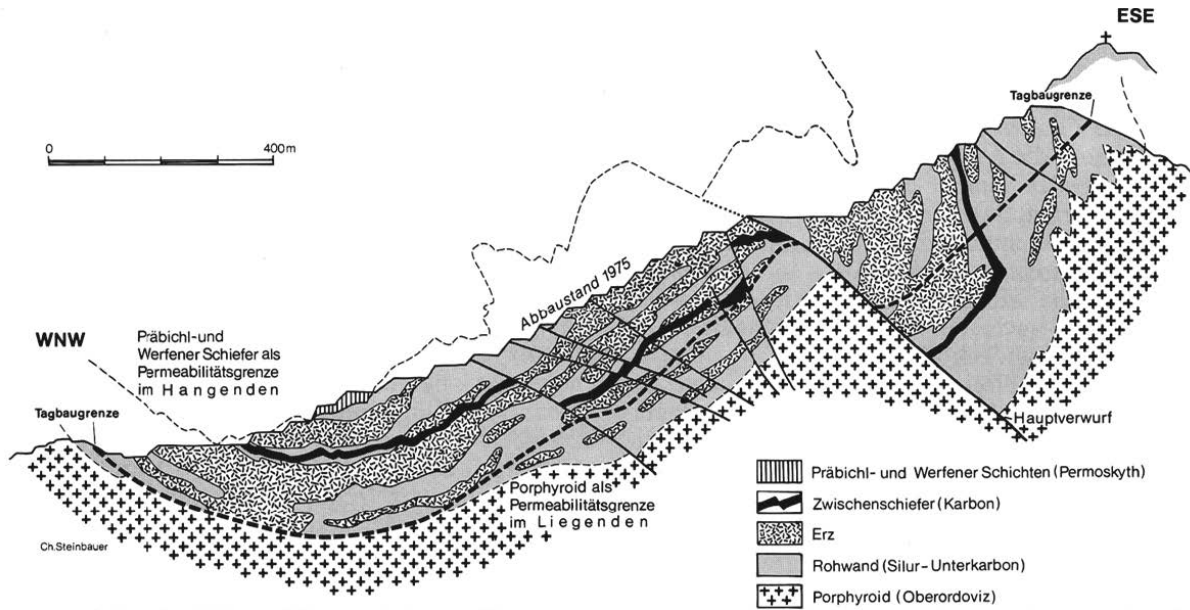 ESE
Tagbaugrenze
0 400m
Abbaustand 1975
WNW
Präbichl-und
Werfener Schiefer als
Permeabilitätsgrenze
im Hangenden
Tagbaugrenze
Hauptverwurf
Porphyroid als
Permeabilitätsgrenze
im Liegenden
Ch.Steinbauer
Präbichl- und Werfener Schichten (Permoskyth)
Zwischenschiefer (Karbon)
Erz
Rohwand (Silur-Unterkarbon)
Porphyroid (Oberordoviz)